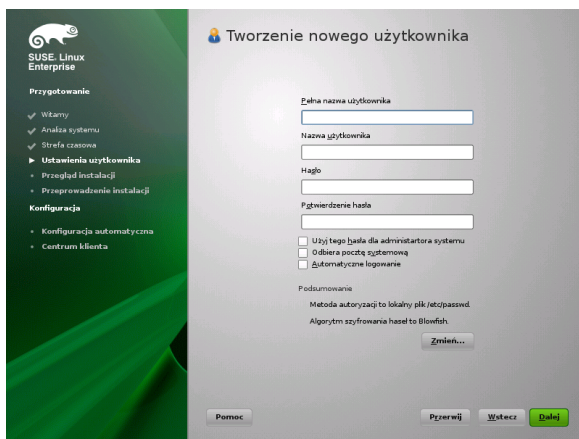 SUSE. Linux
Enterprise
Przygotowanie
Witamy
Analiza systemu
Strefa czasowa
Ustawienia użytkownika
Przegląd instalacji
Przeprowadzenie instalacji
Konfiguracja
Konfiguracja automatyczna
Centrum klienta
Tworzenie nowego użytkownika
Pełna nazwa użytkownika
Nazwa użytkownika
Hasło
Potwierdzenie hasła
Użyj tego hasła dla administartora systemu
Odbiera pocztę systemową
Automatyczne logowanie
Podsumowanie
Metoda autoryzacji to lokalny plik /etc/passwd.
Algorytm szyfrowania haseł to Blowfish.
Zmień...
Pomoc
Przerwij
Wstecz
Dalej